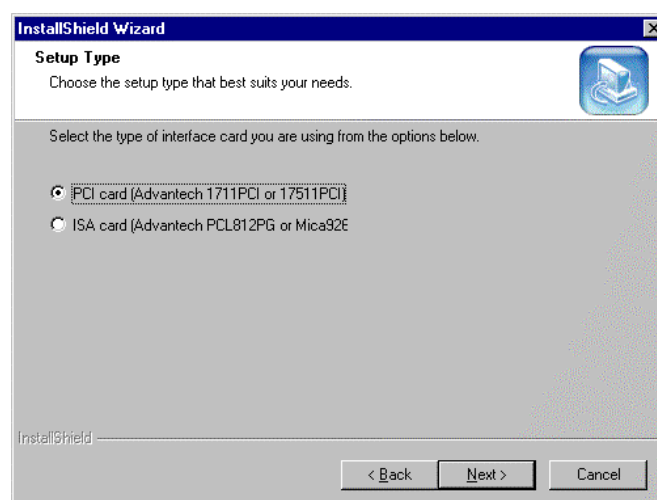 InstallShield Wizard
Setup Type
Choose the setup type that best suits your needs.
Select the type of interface card you are using from the options below.
PCI card (Advantech 1711PCI or 17511PCI)
ISA card (Advantech PCL812PG or Mica926
InstallShield
< Back Next > Cancel